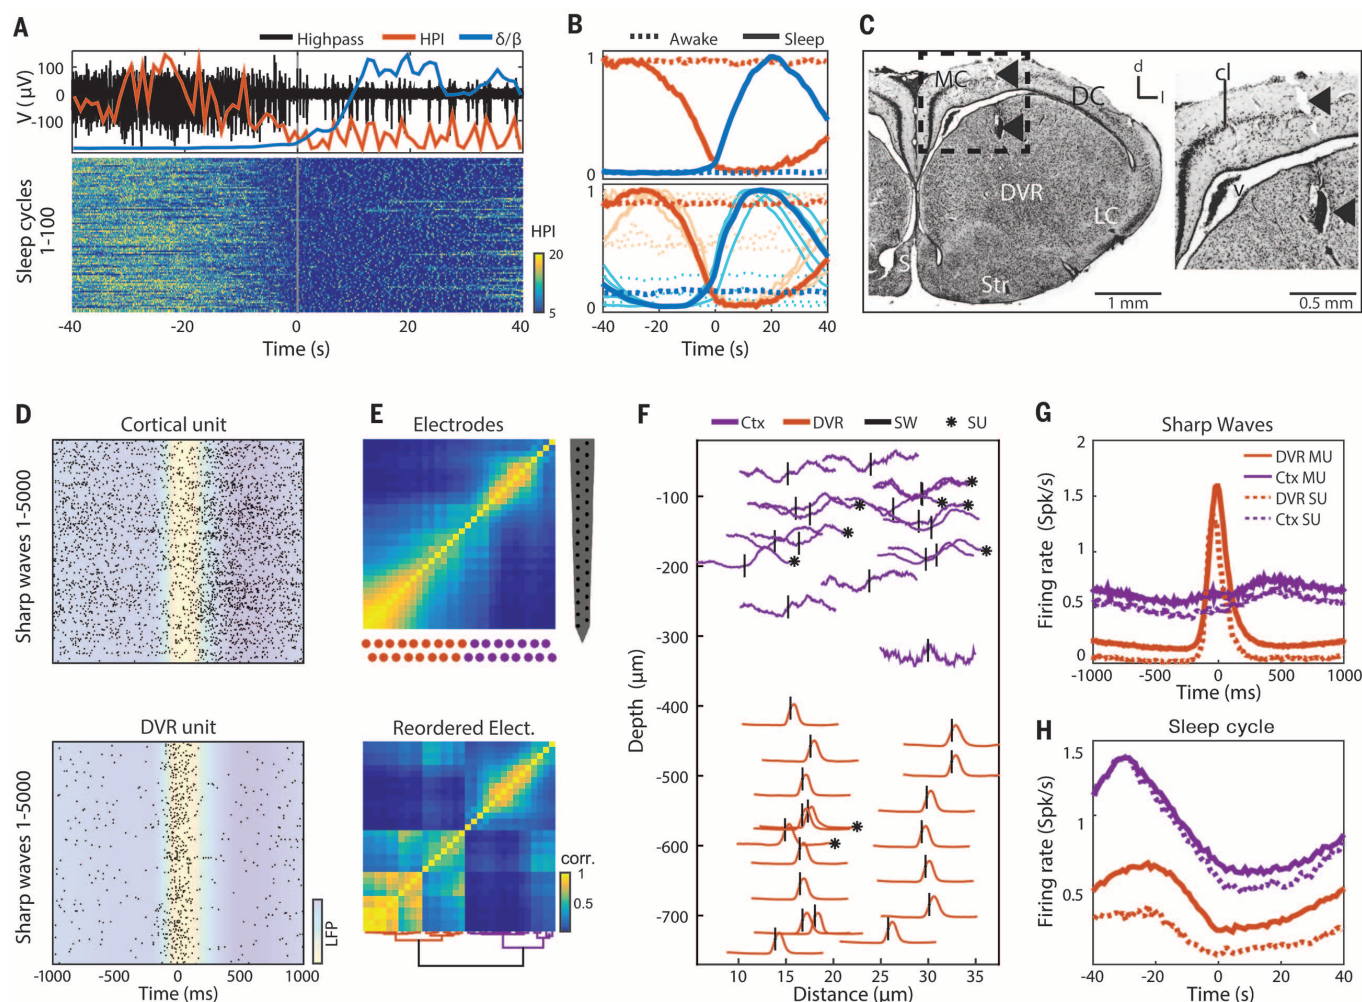 A
Highpass HPI δ/β
V (μV)
100
0
-100
Sleep cycles
1-100
HPI
20
5
-40 -20 0 20 40
Time (s)
B
Awake Sleep
1
0
1
0
-40 -20 0 20 40
Time (s)
C
MC
DC
d
l
DVR
LC
S
Str
1 mm
cl
v
0.5 mm
D
Cortical unit
Sharp waves 1-5000
DVR unit
Sharp waves 1-5000
LFP
-1000 -500 0 500 1000
Time (ms)
E
Electrodes
Reordered Elect.
corr.
1
0.5
F
Ctx DVR SW SU
Depth (μm)
-100
-200
-300
-400
-500
-600
-700
10 15 20 25 30 35
Distance (μm)
G
Sharp Waves
DVR MU
Ctx MU
DVR SU
Ctx SU
Firing rate (Spk/s)
2
1.5
1
0.5
0
-1000 -500 0 500 1000
Time (ms)
H
Sleep cycle
Firing rate (Spk/s)
1.5
1
0.5
-40 -20 0 20 40
Time (s)